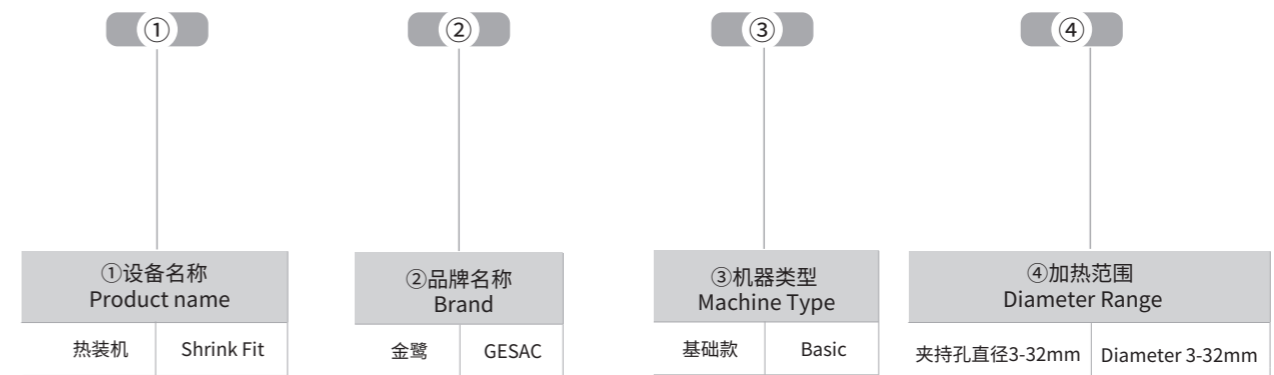 ① ② ③ ④
①设备名称
Product name
热装机 Shrink Fit
②品牌名称
Brand
金鹭 GESAC
③机器类型
Machine Type
基础款 Basic
④加热范围
Diameter Range
夹持孔直径3-32mm Diameter 3-32mm